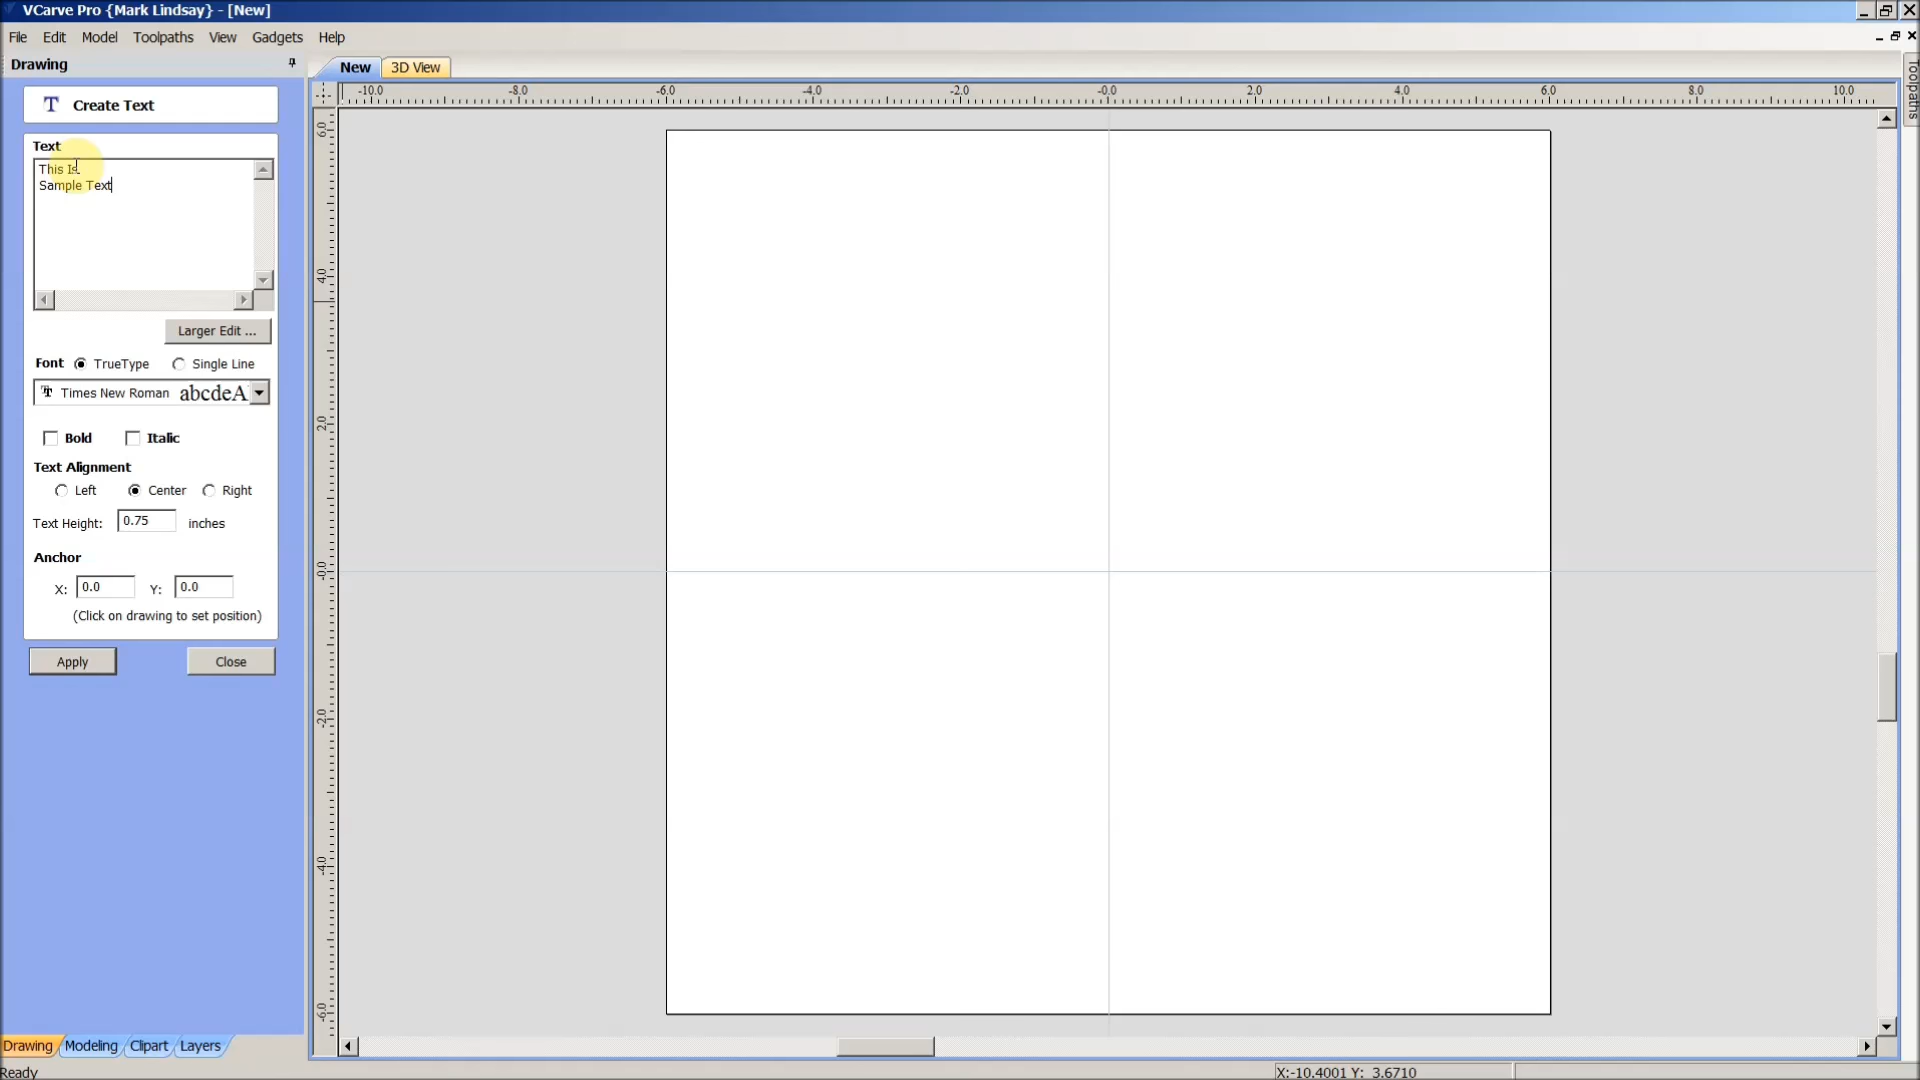 VCarve Pro {Mark Lindsay} - [New]
File Edit Model Toolpaths View Gadgets Help
Drawing
New 3D View
Toolpaths
-10.0 -8.0 -6.0 -4.0 -2.0 -0.0 2.0 4.0 6.0 8.0 10.0
T Create Text
Text
This Is
Sample Text
Larger Edit ...
Font TrueType Single Line
Times New Roman abcdeA
Bold Italic
Text Alignment
Left Center Right
Text Height: 0.75 inches
Anchor
X: 0.0 Y: 0.0
(Click on drawing to set position)
Apply Close
6.0
4.0
2.0
-0.0
-2.0
-4.0
-6.0
Drawing Modeling Clipart Layers
Ready
X:-10.4001 Y: 3.6710